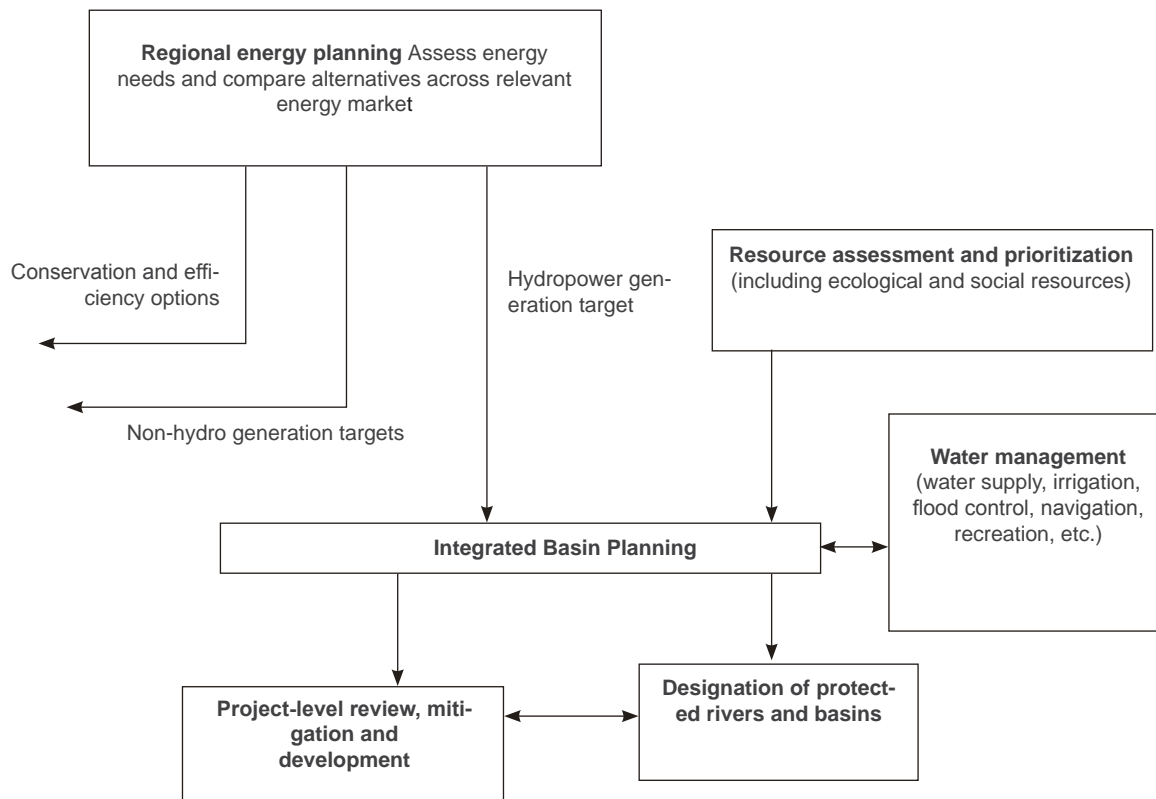 Regional energy planning Assess energy
needs and compare alternatives across relevant
energy market
Conservation and effi-
ciency options
Hydropower gen-
eration target
Non-hydro generation targets
Resource assessment and prioritization
(including ecological and social resources)
Water management
(water supply, irrigation,
flood control, navigation,
recreation, etc.)
Integrated Basin Planning
Project-level review, miti-
gation and
development
Designation of protect-
ed rivers and basins